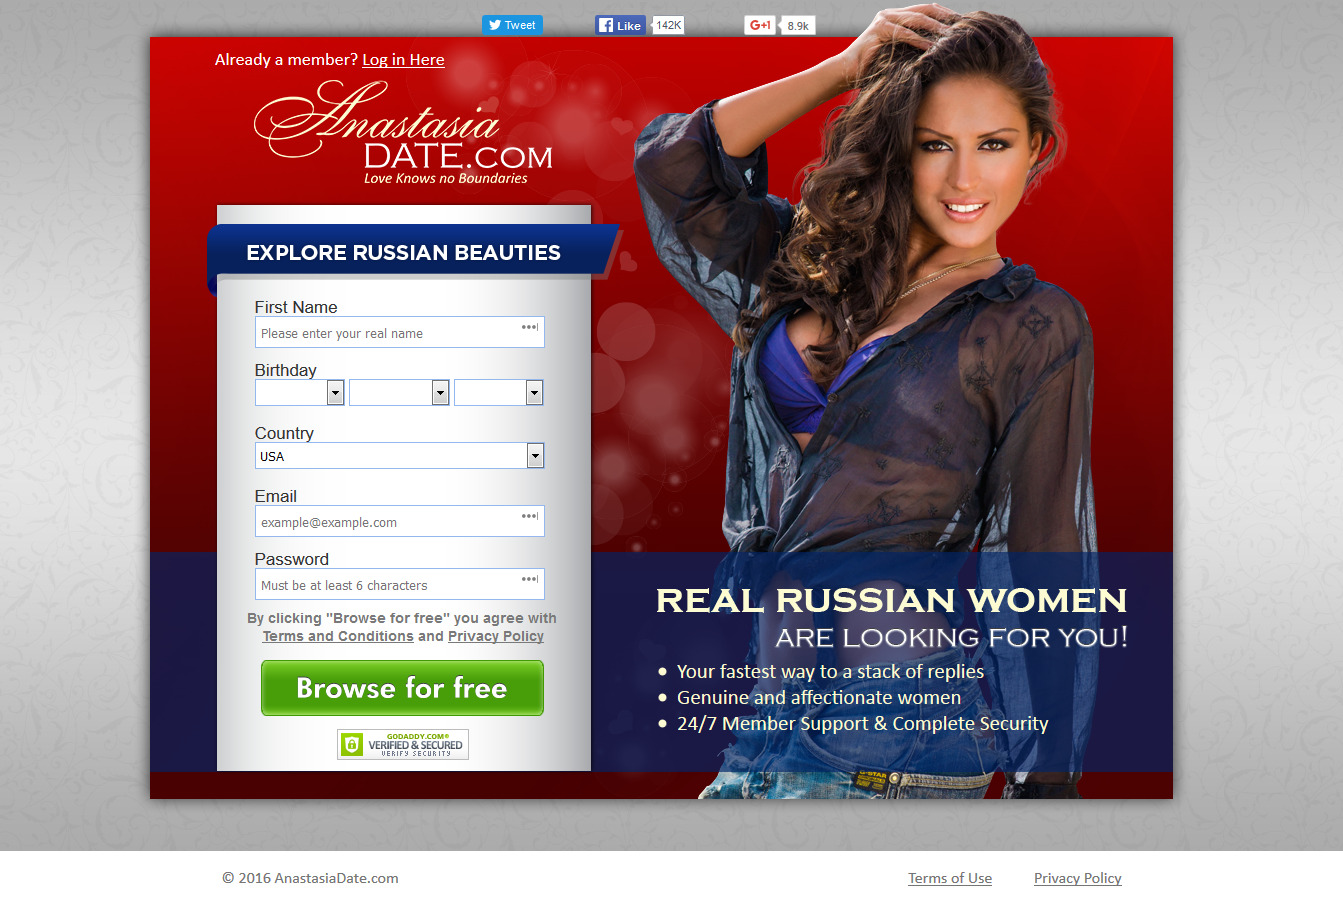 Tweet
Like
142K
G+1
8.9k
Already a member? Log in Here
Anastasia
DATE.COM
Love Knows no Boundaries
EXPLORE RUSSIAN BEAUTIES
First Name
Please enter your real name
Birthday
Country
USA
Email
example@example.com
Password
Must be at least 6 characters
By clicking "Browse for free" you agree with
Terms and Conditions and Privacy Policy
Browse for free
GODADDY.COM®
VERIFIED & SECURED
VERIFY SECURITY
REAL RUSSIAN WOMEN
ARE LOOKING FOR YOU!
• Your fastest way to a stack of replies
• Genuine and affectionate women
• 24/7 Member Support & Complete Security
G-STAR
© 2016 AnastasiaDate.com
Terms of Use
Privacy Policy